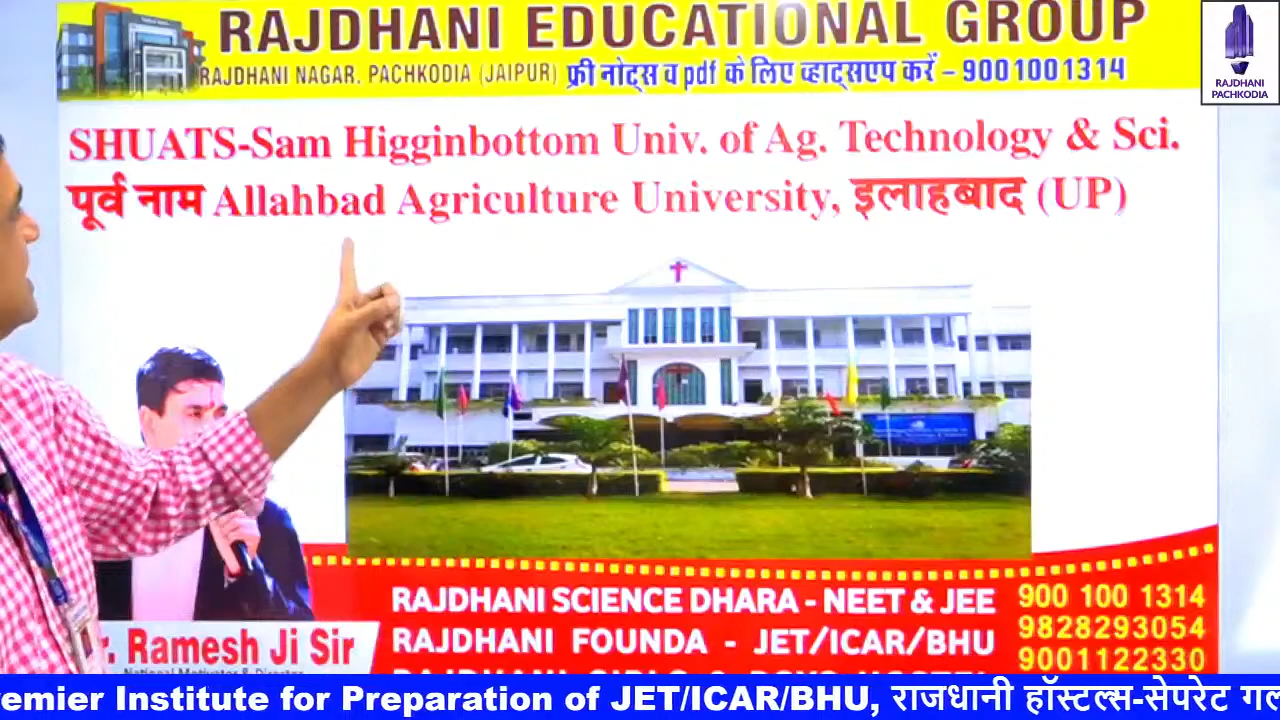 RAJDHANI EDUCATIONAL GROUP
RAJDHANI NAGAR. PACHKODIA (JAIPUR) फ्री नोट्स व pdf के लिए व्हाट्सएप करें – 9001001314
RAJDHANI
PACHKODIA
SHUATS-Sam Higginbottom Univ. of Ag. Technology & Sci.
पूर्व नाम Allahbad Agriculture University, इलाहबाद (UP)
RAJDHANI SCIENCE DHARA - NEET & JEE 900 100 1314
RAJDHANI FOUNDA - JET/ICAR/BHU 9828293054
9001122330
r. Ramesh Ji Sir
National Motivator & Director
emier Institute for Preparation of JET/ICAR/BHU, राजधानी हॉस्टल्स-सेपरेट गर्ल